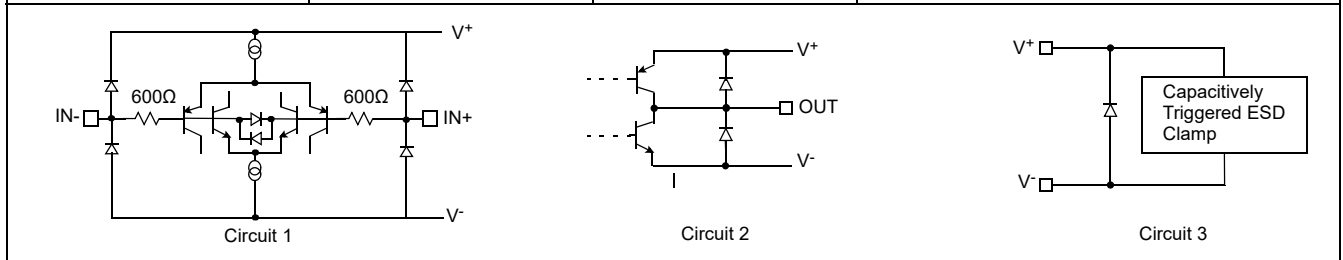 V+
600Ω
600Ω
IN-
IN+
V-
Circuit 1
V+
OUT
V-
Circuit 2
V+
Capacitively
Triggered ESD
Clamp
V-
Circuit 3